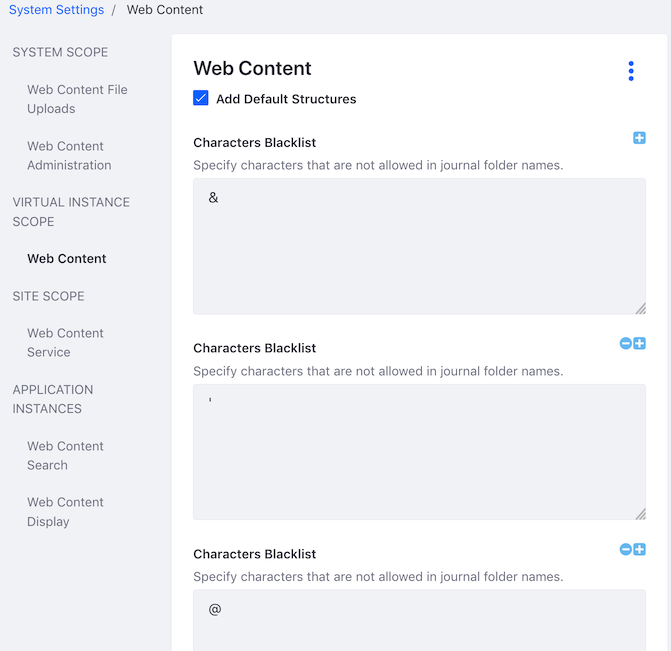 System Settings / Web Content
SYSTEM SCOPE
Web Content File
Uploads
Web Content
Administration
VIRTUAL INSTANCE
SCOPE
Web Content
SITE SCOPE
Web Content
Service
APPLICATION
INSTANCES
Web Content
Search
Web Content
Display
Web Content
Add Default Structures
Characters Blacklist
Specify characters that are not allowed in journal folder names.
&
Characters Blacklist
Specify characters that are not allowed in journal folder names.
'
Characters Blacklist
Specify characters that are not allowed in journal folder names.
@